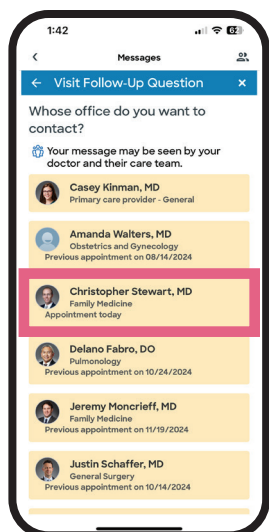 1:42
63
Messages
Visit Follow-Up Question
Whose office do you want to
contact?
Your message may be seen by your
doctor and their care team.
Casey Kinman, MD
Primary care provider - General
Amanda Walters, MD
Obstetrics and Gynecology
Previous appointment on 08/14/2024
Christopher Stewart, MD
Family Medicine
Appointment today
Delano Fabro, DO
Pulmonology
Previous appointment on 10/24/2024
Jeremy Moncrieff, MD
Family Medicine
Previous appointment on 11/19/2024
Justin Schaffer, MD
General Surgery
Previous appointment on 10/14/2024